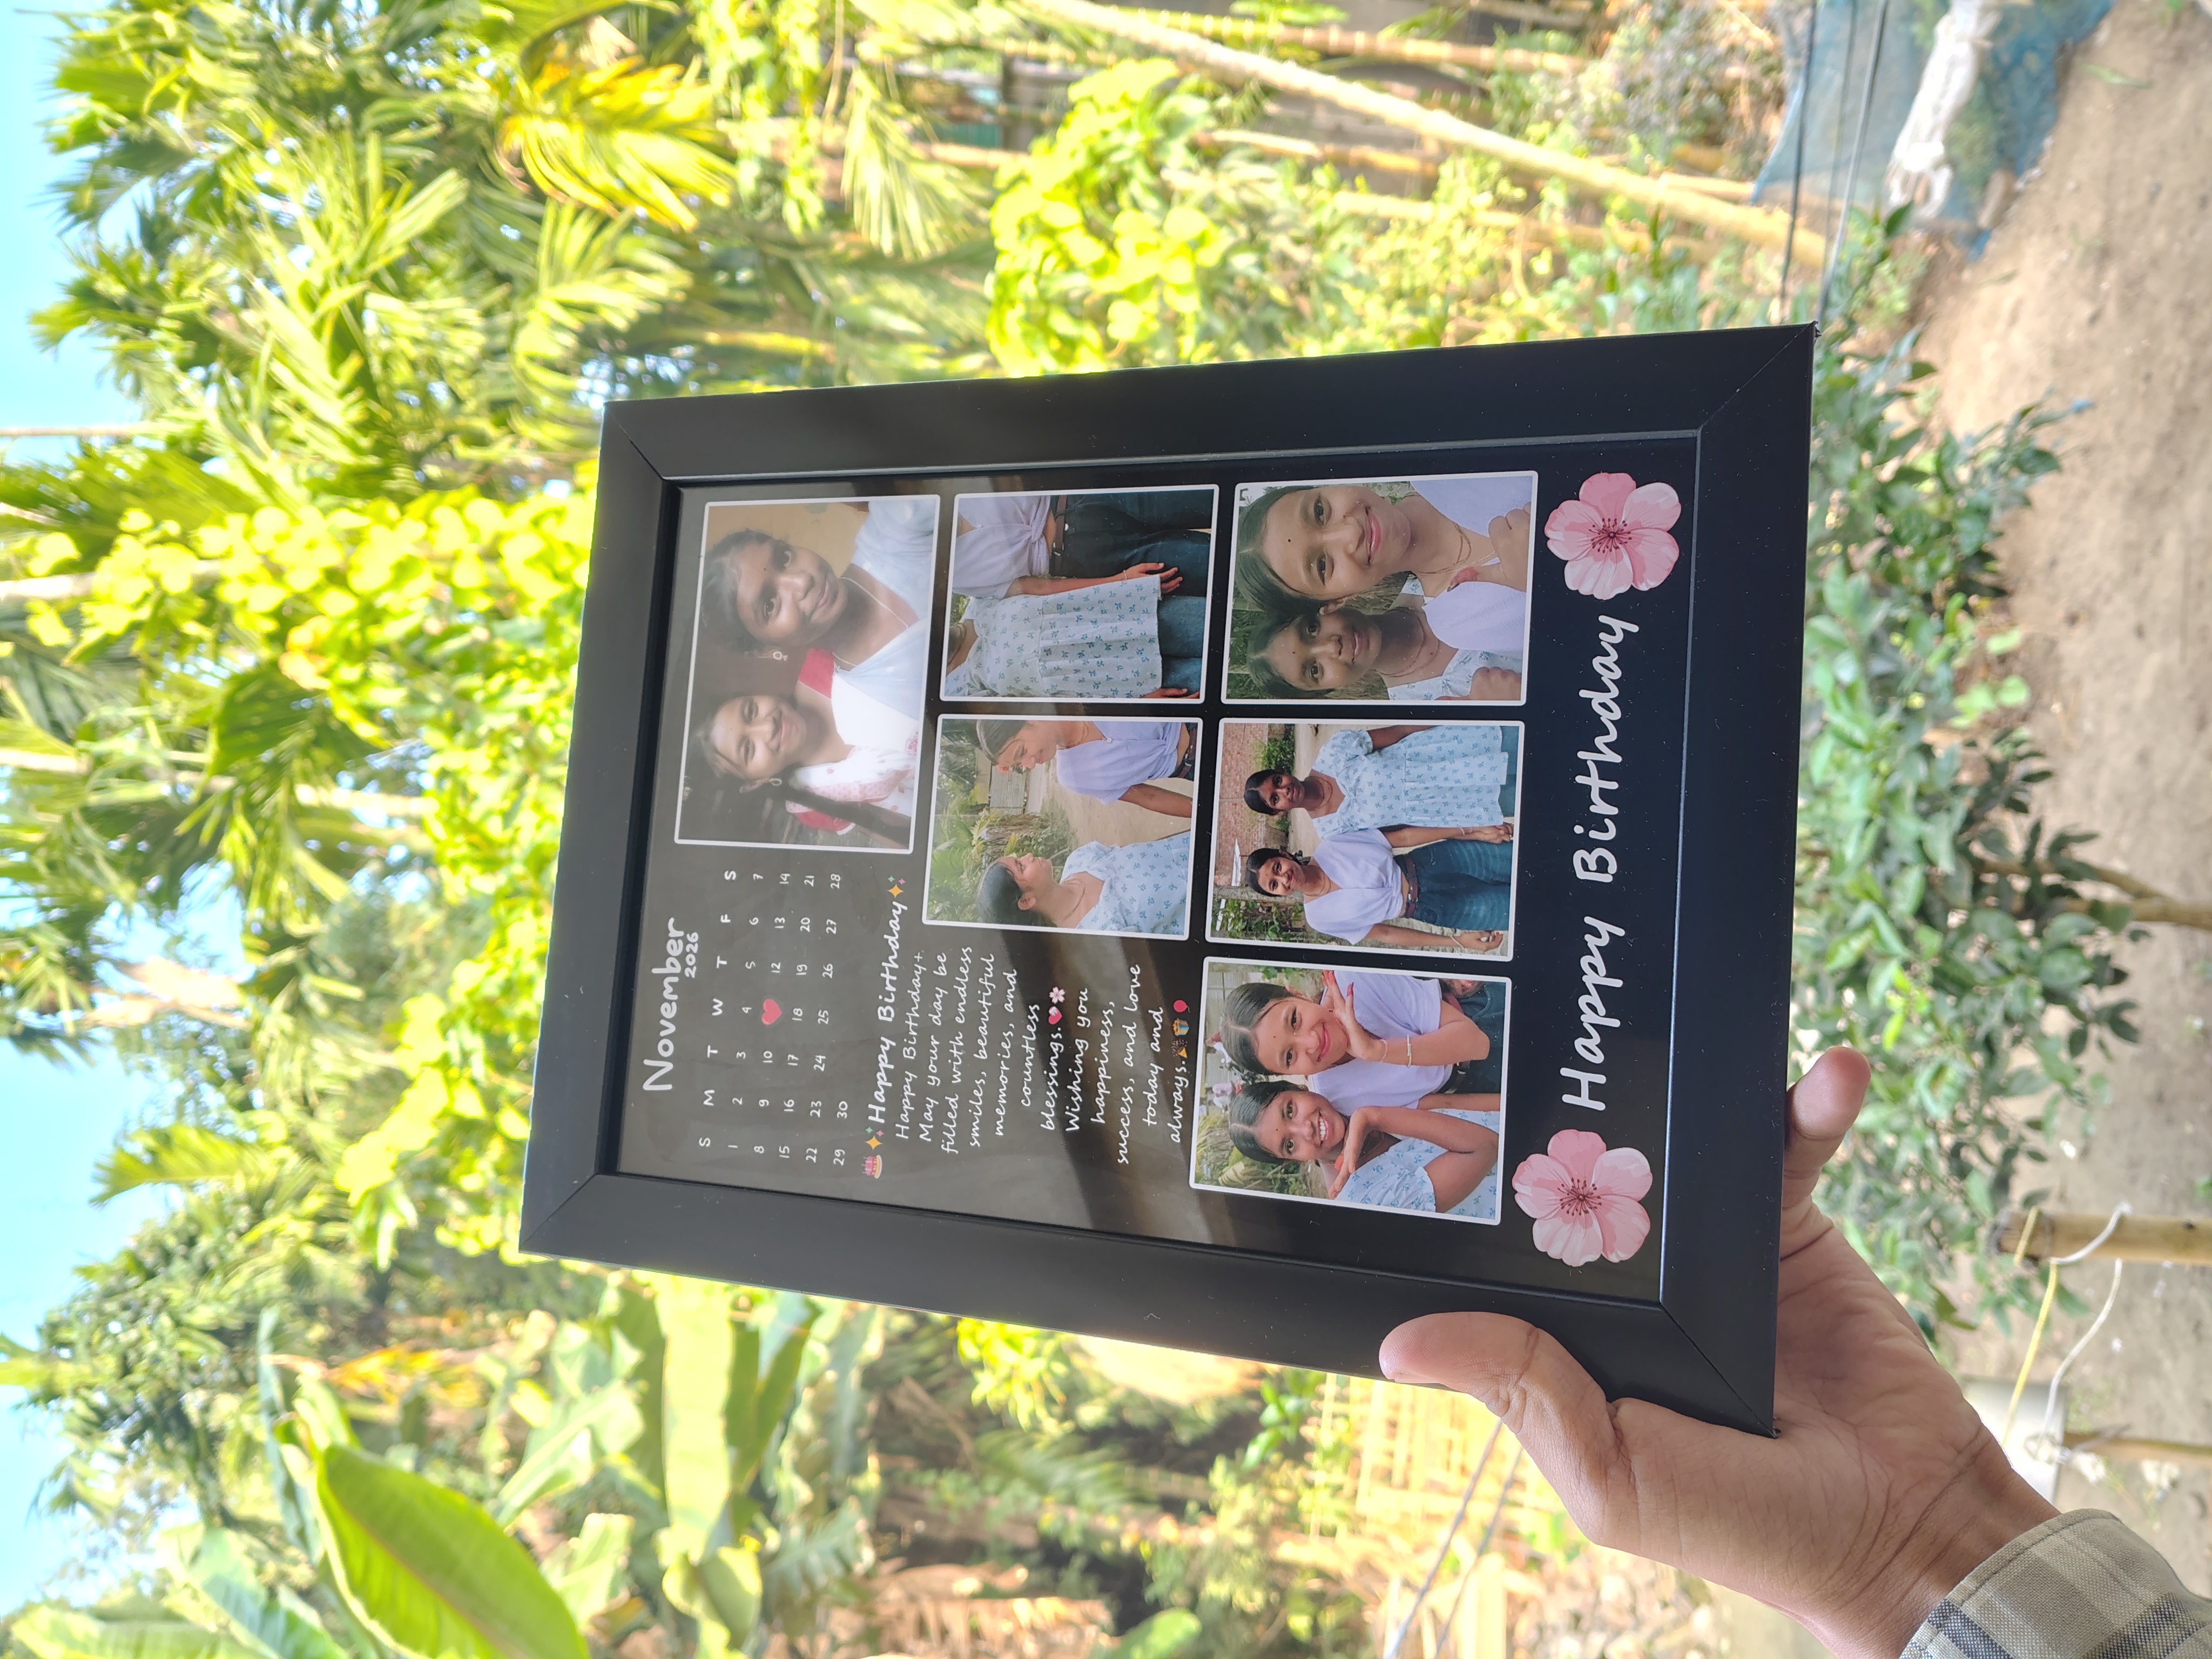 November
2026
S M T W T F S
1 2 3 4 5 6 7
8 9 10 ❤️ 12 13 14
15 16 17 18 19 20 21
22 23 24 25 26 27 28
29 30
🎂✨Happy Birthday✨
Happy Birthday+
May your day be
filled with endless
smiles, beautiful
memories, and
countless
blessings.💖🌸
Wishing you
happiness,
success, and love
today and
always.🎉🎁🎈
Happy Birthday